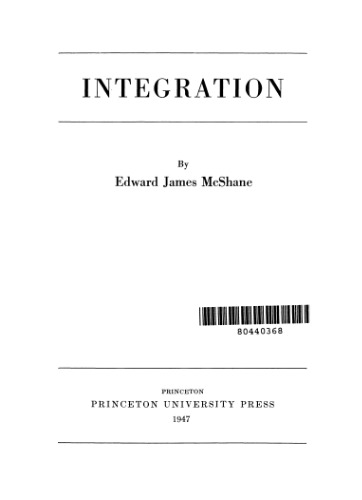 INTEGRATION
By
Edward James McShane
80440368
PRINCETON
PRINCETON UNIVERSITY PRESS
1947